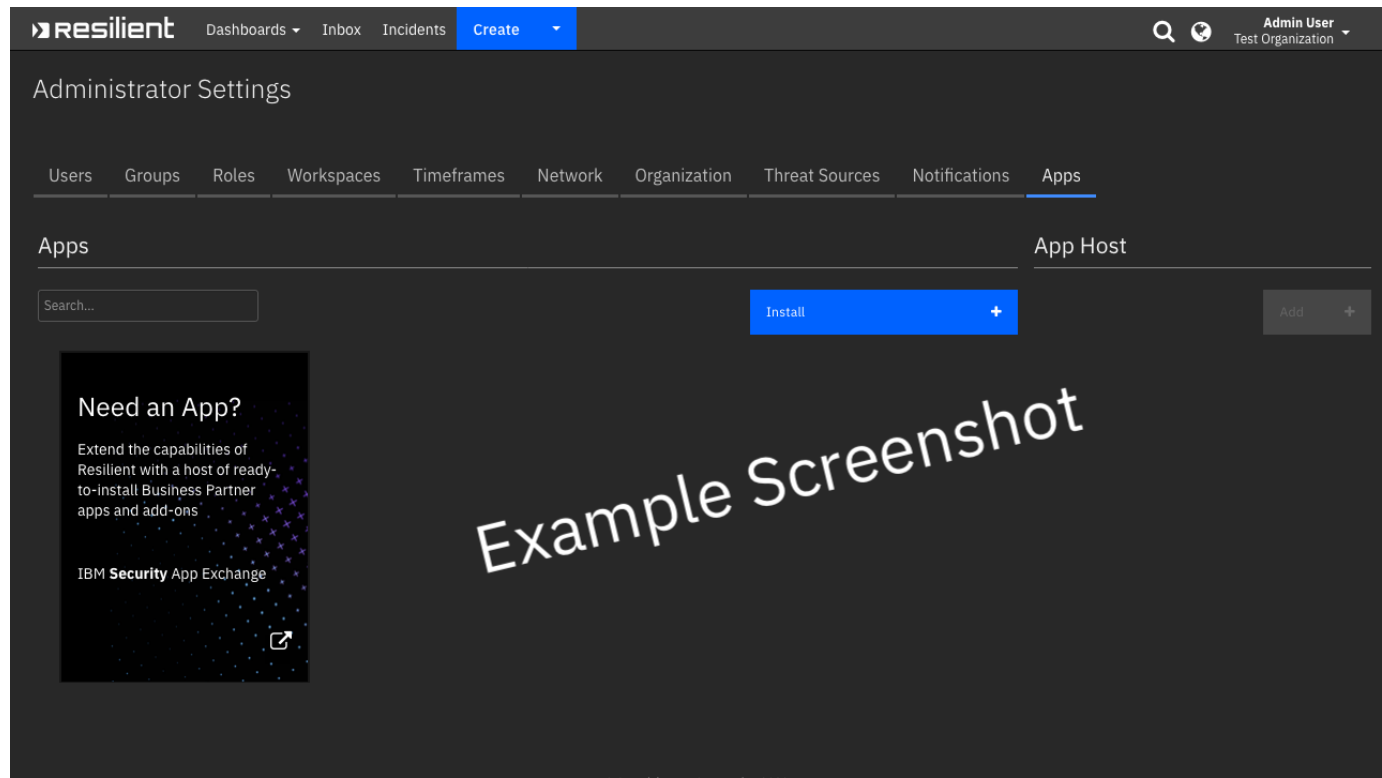 Resilient Dashboards Inbox Incidents Create Admin User
Test Organization
Administrator Settings
Users Groups Roles Workspaces Timeframes Network Organization Threat Sources Notifications Apps
Apps App Host
Search... Install + Add +
Need an App?
Extend the capabilities of
Resilient with a host of ready-
to-install Business Partner
apps and add-ons
IBM Security App Exchange
Example Screenshot